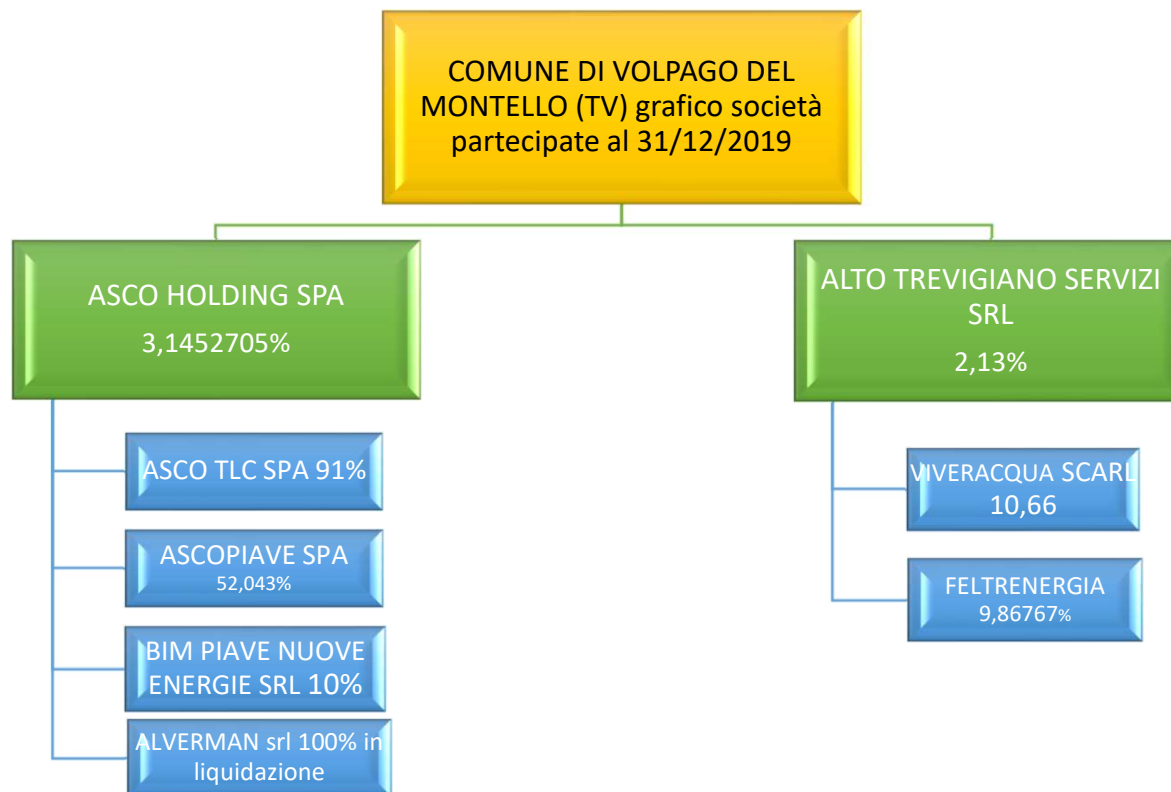 COMUNE DI VOLPAGO DEL
MONTELLO (TV) grafico società
partecipate al 31/12/2019
ASCO HOLDING SPA
3,1452705%
ASCO TLC SPA 91%
ASCOPIAVE SPA
52,043%
BIM PIAVE NUOVE
ENERGIE SRL 10%
ALVERMAN srl 100% in
liquidazione
ALTO TREVIGIANO SERVIZI
SRL
2,13%
VIVERACQUA SCARL
10,66
FELTRENERGIA
9,86767%